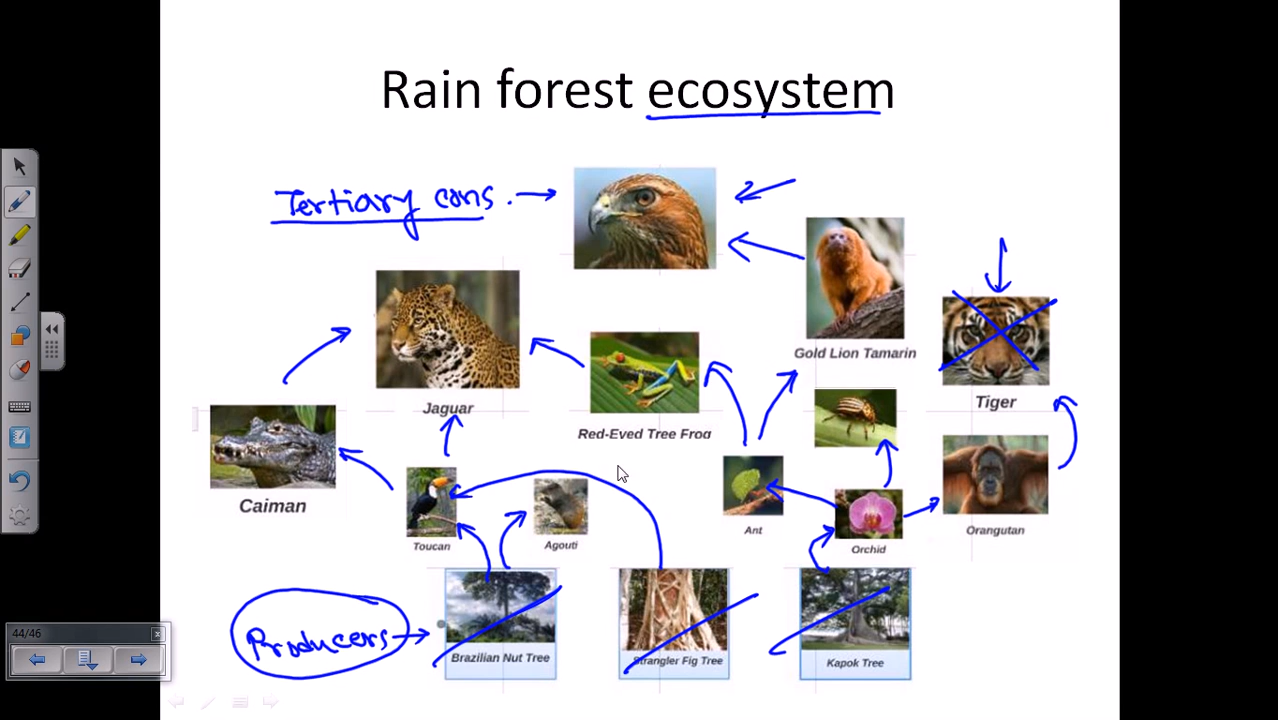 Rain forest ecosystem
Tertiary cons.
Gold Lion Tamarin
Tiger
Jaguar
Red-Eyed Tree Frog
Caiman
Toucan
Agouti
Ant
Orchid
Orangutan
Producers
Brazilian Nut Tree
Strangler Fig Tree
Kapok Tree
44/46